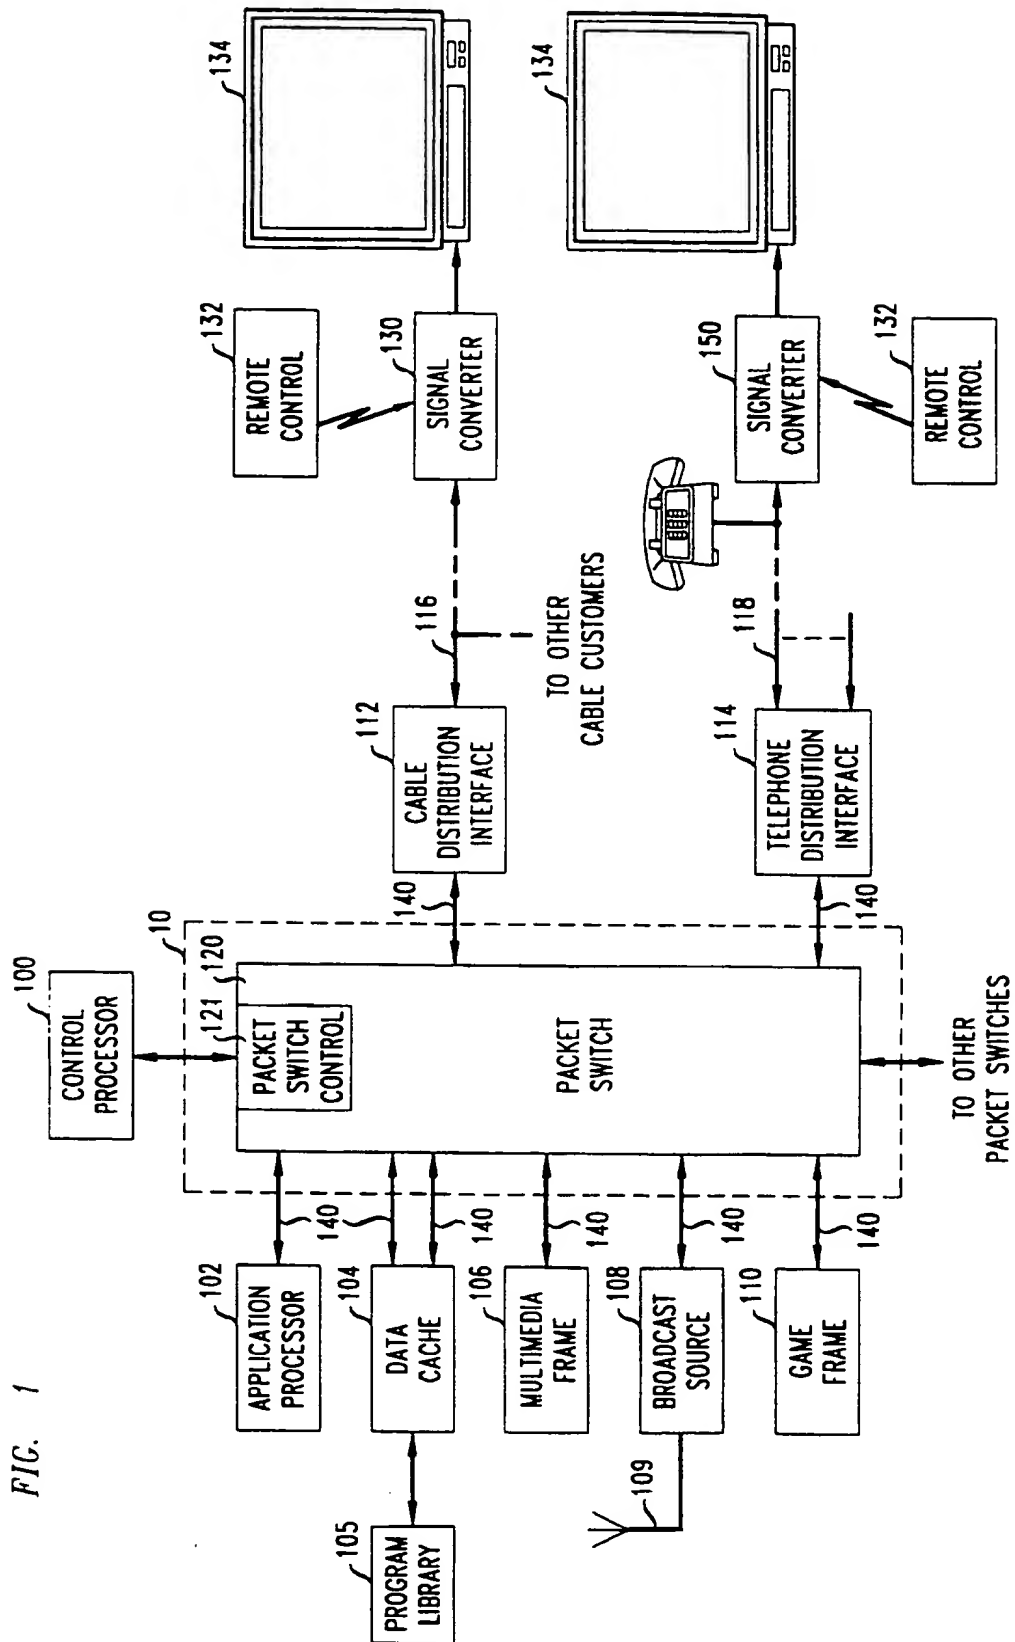 FIG. 1
100
CONTROL
PROCESSOR
10
120
121
PACKET
SWITCH
CONTROL
PACKET
SWITCH
102
APPLICATION
PROCESSOR
140
105
PROGRAM
LIBRARY
104
DATA
CACHE
140
106
MULTIMEDIA
FRAME
140
109
108
BROADCAST
SOURCE
140
110
GAME
FRAME
140
TO OTHER
PACKET SWITCHES
140
112
CABLE
DISTRIBUTION
INTERFACE
116
TO OTHER
CABLE CUSTOMERS
132
REMOTE
CONTROL
130
SIGNAL
CONVERTER
134
140
114
TELEPHONE
DISTRIBUTION
INTERFACE
118
150
SIGNAL
CONVERTER
132
REMOTE
CONTROL
134